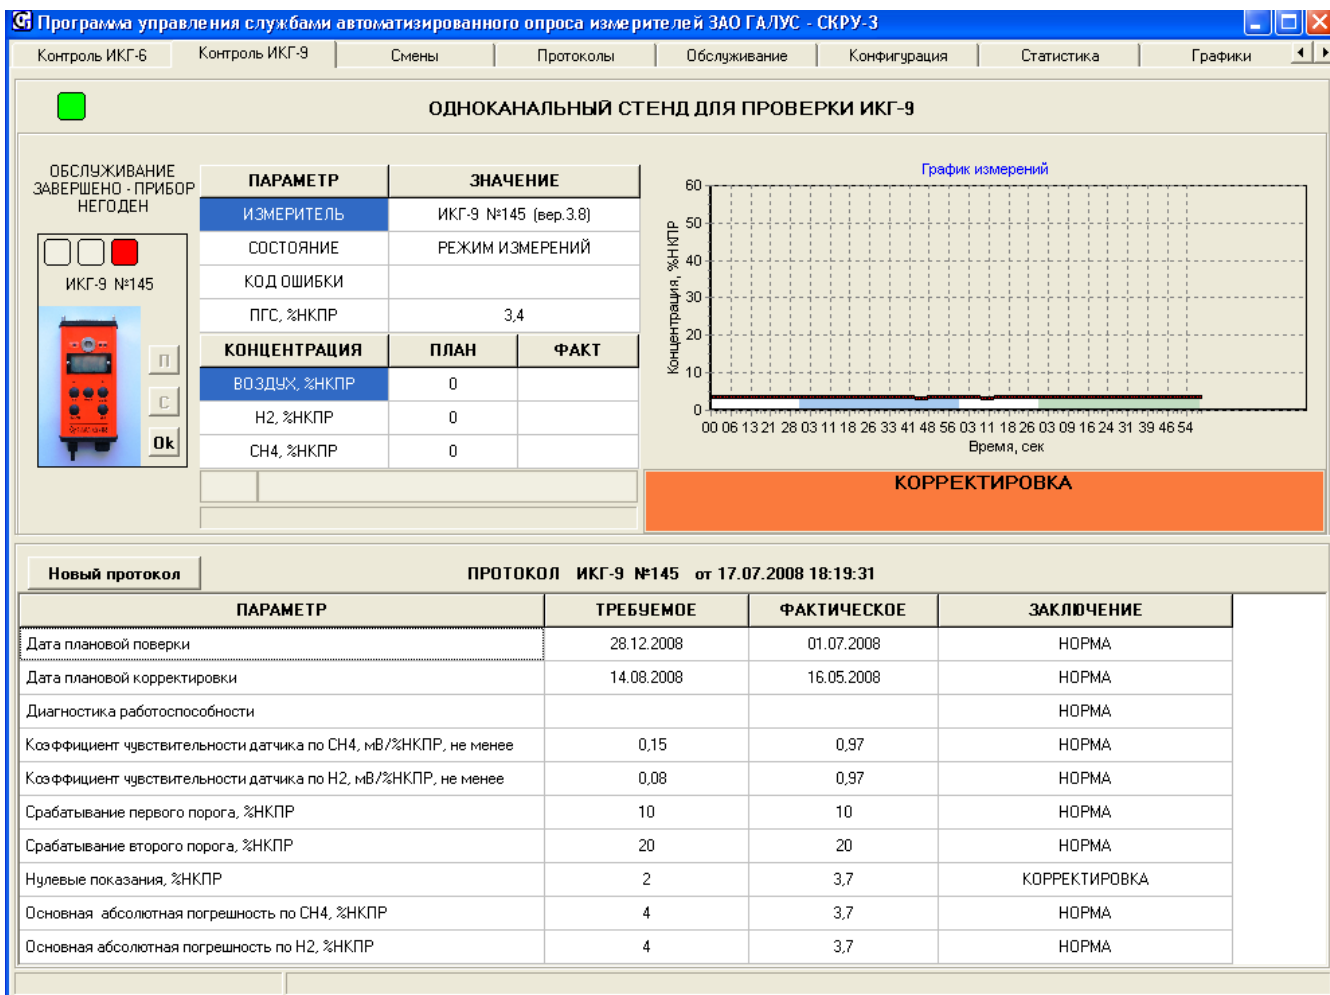 Программа управления службами автоматизированного опроса измерителей ЗАО ГАЛУС - СКРУ-3
Контроль ИКГ-6 Контроль ИКГ-9 Смены Протоколы Обслуживание Конфигурация Статистика Графики
ОДНОКАНАЛЬНЫЙ СТЕНД ДЛЯ ПРОВЕРКИ ИКГ-9
ОБСЛУЖИВАНИЕ
ЗАВЕРШЕНО - ПРИБОР
НЕГОДЕН
ИКГ-9 №145
П
С
Ok
ПАРАМЕТР ЗНАЧЕНИЕ
ИЗМЕРИТЕЛЬ ИКГ-9 №145 (вер.3.8)
СОСТОЯНИЕ РЕЖИМ ИЗМЕРЕНИЙ
КОД ОШИБКИ
ПГС, %НКПР 3,4
КОНЦЕНТРАЦИЯ ПЛАН ФАКТ
ВОЗДУХ, %НКПР 0
Н2, %НКПР 0
СН4, %НКПР 0
График измерений
Концентрация, %НКПР
60
50
40
30
20
10
0
00 06 13 21 28 03 11 18 26 33 41 48 56 03 11 18 26 03 09 16 24 31 39 46 54
Время, сек
КОРРЕКТИРОВКА
Новый протокол
ПРОТОКОЛ ИКГ-9 №145 от 17.07.2008 18:19:31
ПАРАМЕТР ТРЕБУЕМОЕ ФАКТИЧЕСКОЕ ЗАКЛЮЧЕНИЕ
Дата плановой поверки 28.12.2008 01.07.2008 НОРМА
Дата плановой корректировки 14.08.2008 16.05.2008 НОРМА
Диагностика работоспособности НОРМА
Коэффициент чувствительности датчика по СН4, мВ/%НКПР, не менее 0,15 0,97 НОРМА
Коэффициент чувствительности датчика по Н2, мВ/%НКПР, не менее 0,08 0,97 НОРМА
Срабатывание первого порога, %НКПР 10 10 НОРМА
Срабатывание второго порога, %НКПР 20 20 НОРМА
Нулевые показания, %НКПР 2 3,7 КОРРЕКТИРОВКА
Основная абсолютная погрешность по СН4, %НКПР 4 3,7 НОРМА
Основная абсолютная погрешность по Н2, %НКПР 4 3,7 НОРМА